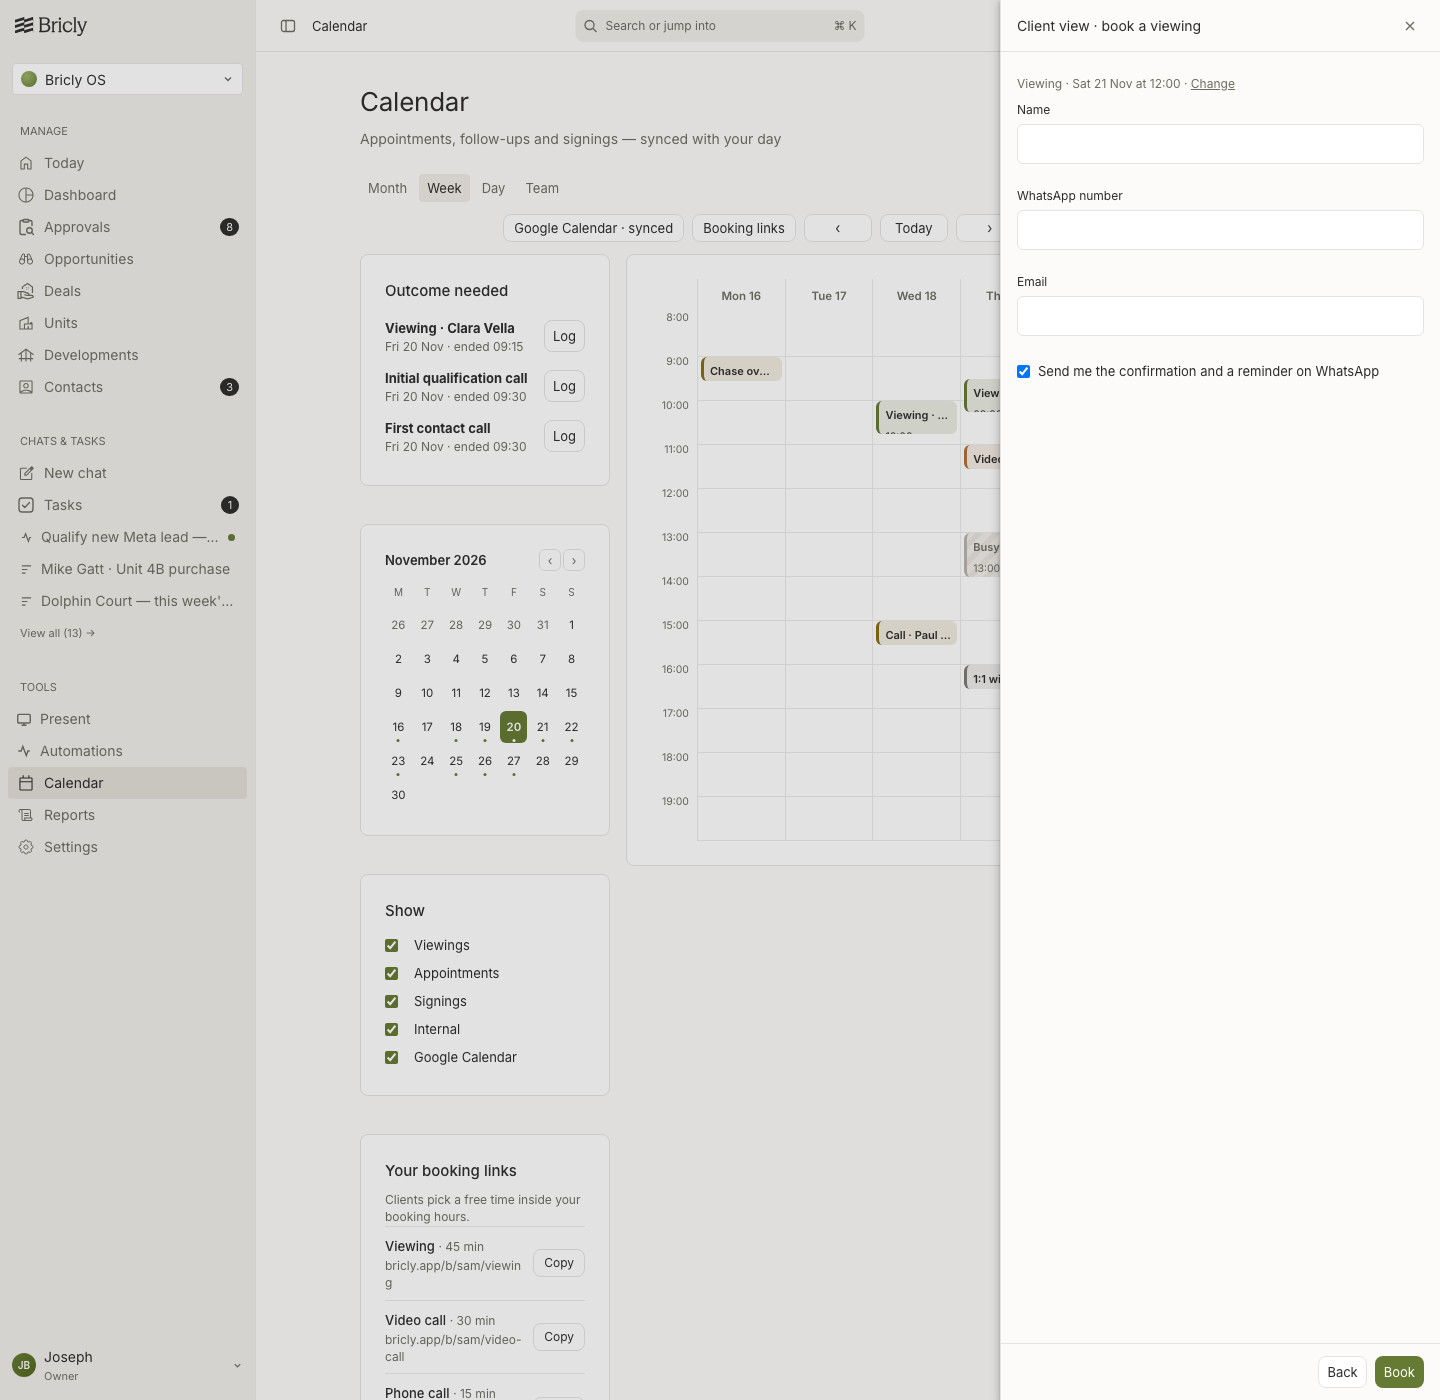 Bricly
Bricly OS
MANAGE
Today
Dashboard
Approvals 8
Opportunities
Deals
Units
Developments
Contacts 3
CHATS & TASKS
New chat
Tasks 1
Qualify new Meta lead —...
Mike Gatt · Unit 4B purchase
Dolphin Court — this week'...
View all (13) →
TOOLS
Present
Automations
Calendar
Reports
Settings
JB
Joseph
Owner
Calendar
Search or jump into ⌘ K
Calendar
Appointments, follow-ups and signings — synced with your day
Month Week Day Team
Google Calendar · synced Booking links ‹ Today ›
Outcome needed
Viewing · Clara Vella
Fri 20 Nov · ended 09:15
Log
Initial qualification call
Fri 20 Nov · ended 09:30
Log
First contact call
Fri 20 Nov · ended 09:30
Log
November 2026 ‹ ›
M T W T F S S
26 27 28 29 30 31 1
2 3 4 5 6 7 8
9 10 11 12 13 14 15
16 17 18 19 20 21 22
23 24 25 26 27 28 29
30
Show
Viewings
Appointments
Signings
Internal
Google Calendar
Your booking links
Clients pick a free time inside your
booking hours.
Viewing · 45 min
bricly.app/b/sam/viewin
g
Copy
Video call · 30 min
bricly.app/b/sam/video-
call
Copy
Phone call · 15 min
Mon 16 Tue 17 Wed 18 Th
8:00
9:00
Chase ov...
View
10:00
Viewing · ...
11:00
Video
12:00
13:00
Busy
13:00
14:00
15:00
Call · Paul ...
16:00
1:1 wi
17:00
18:00
19:00
Client view · book a viewing ×
Viewing · Sat 21 Nov at 12:00 · Change
Name
WhatsApp number
Email
Send me the confirmation and a reminder on WhatsApp
Back Book